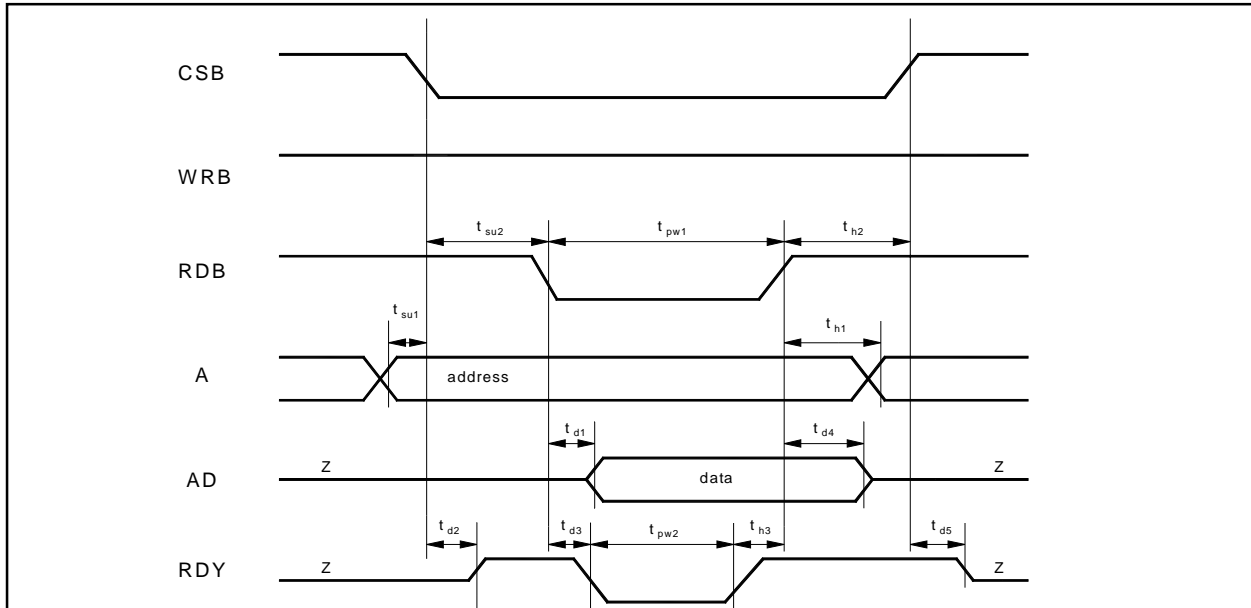 CSB
WRB
t su2 t pw1 t h2
RDB
t su1 t h1
A address
t d1 t d4
Z Z
AD data
t d2 t d3 t pw2 t h3 t d5
Z Z
RDY